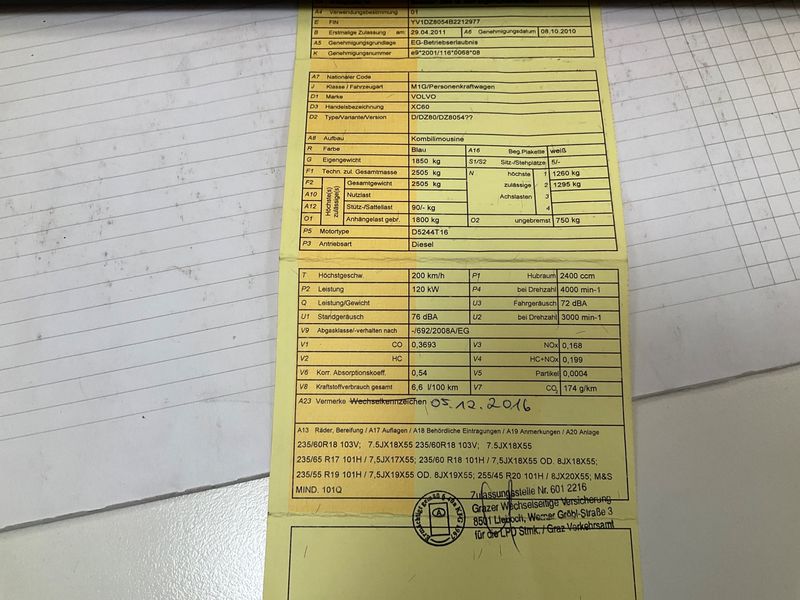 A4 Verwendungsbestimmung 01
E FIN YV1DZ8054B2212977
B Erstmalige Zulassung am: 29.04.2011 A6 Genehmigungsdatum 08.10.2010
A5 Genehmigungsgrundlage EG-Betriebserlaubnis
K Genehmigungsnummer e9*2001/116*0068*08
A7 Nationaler Code
J Klasse / Fahrzeugart M1G/Personenkraftwagen
D1 Marke VOLVO
D3 Handelsbezeichnung XC60
D2 Type/Variante/Version D/DZ80/DZ8054??
A8 Aufbau Kombilimousine
R Farbe Blau A16 Beg.Plakette weiß
G Eigengewicht 1850 kg S1/S2 Sitz-/Stehplätze 5/-
F1 Techn. zul. Gesamtmasse 2505 kg N höchste 1 1260 kg
F2 Höchste(s) zulässige(s) Gesamtgewicht 2505 kg zulässige 2 1295 kg
A10 Nutzlast Achslasten 3
A12 Stütz-/Sattellast 90/- kg 4
O1 Anhängelast gebr. 1800 kg O2 ungebremst 750 kg
P5 Motortype D5244T16
P3 Antriebsart Diesel
T Höchstgeschw. 200 km/h P1 Hubraum 2400 ccm
P2 Leistung 120 kW P4 bei Drehzahl 4000 min-1
Q Leistung/Gewicht U3 Fahrgeräusch 72 dBA
U1 Standgeräusch 76 dBA U2 bei Drehzahl 3000 min-1
V9 Abgasklasse/-verhalten nach -/692/2008A/EG
V1 CO 0,3693 V3 NOx 0,168
V2 HC V4 HC+NOx 0,199
V6 Korr. Absorptionskoeff. 0,54 V5 Partikel 0,0004
V8 Kraftstoffverbrauch gesamt 6,6 l/100 km V7 CO2 174 g/km
A23 Vermerke Wechselkennzeichen 05.12.2016
A13 Räder, Bereifung / A17 Auflagen / A18 Behördliche Eintragungen / A19 Anmerkungen / A20 Anlage
235/60R18 103V; 7.5JX18X55 235/60R18 103V; 7.5JX18X55
235/65 R17 101H / 7,5JX17X55; 235/60 R18 101H / 7,5JX18X55 OD. 8JX18X55;
235/55 R19 101H / 7,5JX19X55 OD. 8JX19X55; 255/45 R20 101H / 8JX20X55; M&S
MIND. 101Q
Zulassungsstelle Nr. 601 2216
Grazer Wechselseitige Versicherung
8501 Lieboch, Werner Gröbl-Straße 3
für die LPD Stmk. / Graz Verkehrsamt